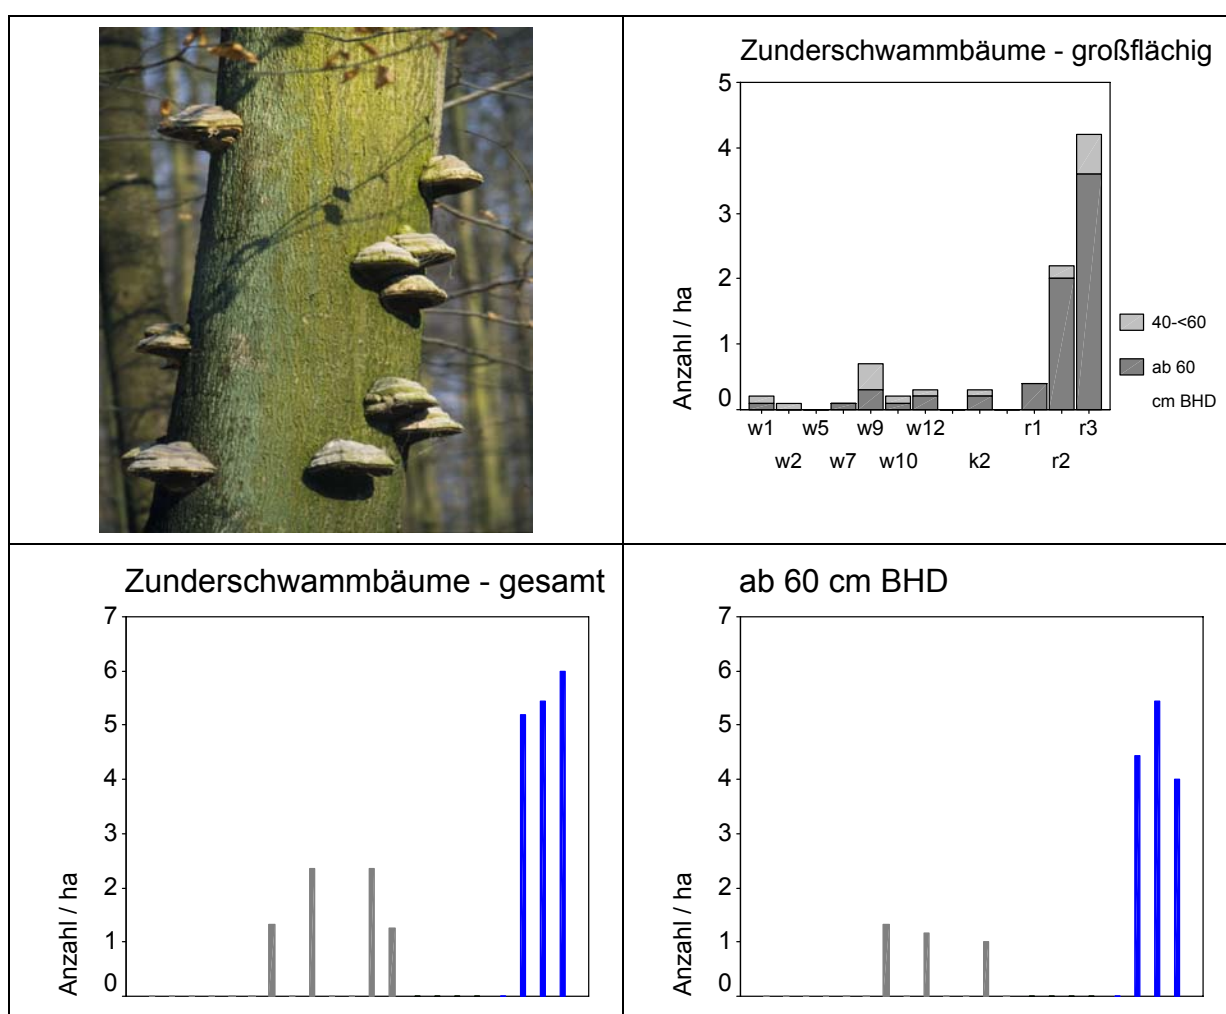 Zunderschwammbäume - großflächig
5
4
3
2
1
0
Anzahl / ha
40-<60
ab 60
cm BHD
w1 w5 w9 w12 r1 r3
w2 w7 w10 k2 r2
Zunderschwammbäume - gesamt
7
6
5
4
3
2
1
0
Anzahl / ha
ab 60 cm BHD
7
6
5
4
3
2
1
0
Anzahl / ha